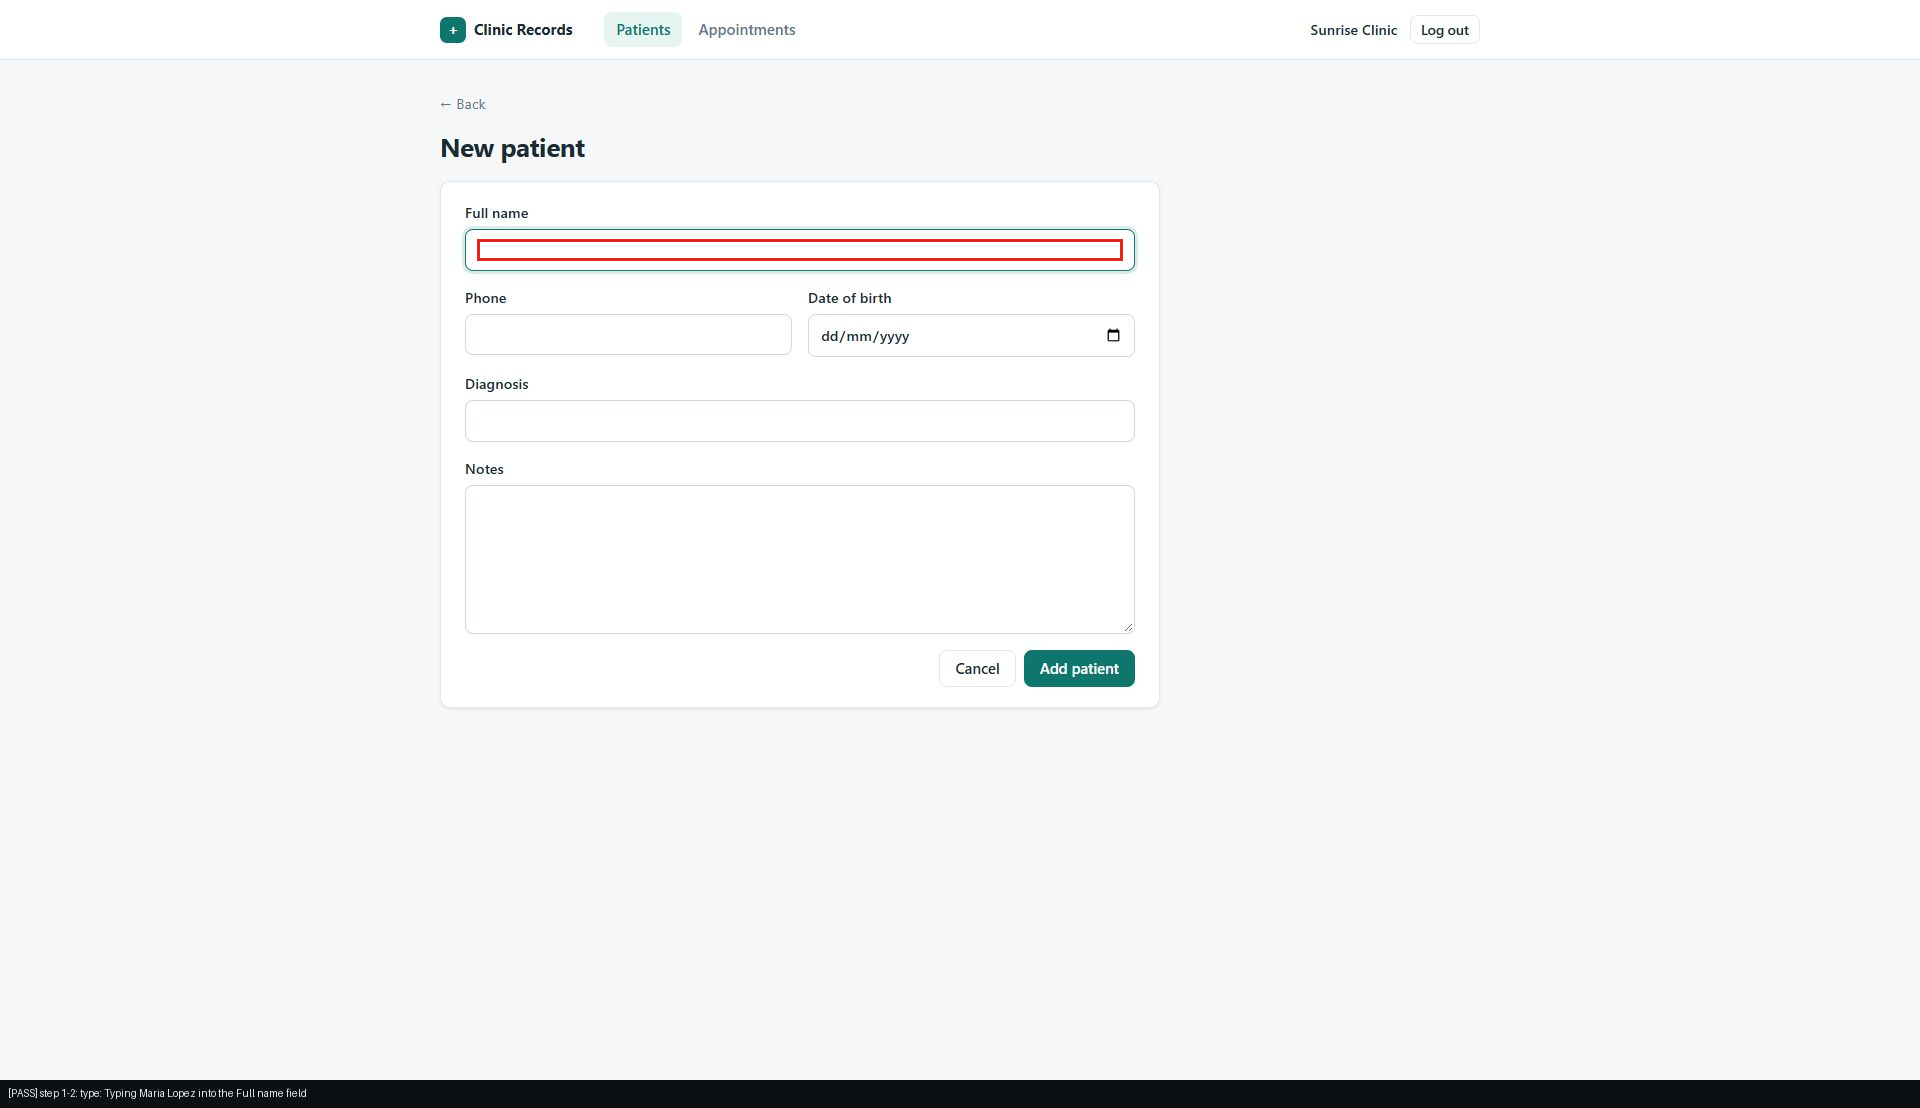 + Clinic Records Patients Appointments Sunrise Clinic Log out
← Back
New patient
Full name
Phone Date of birth
dd/mm/yyyy
Diagnosis
Notes
Cancel Add patient
[PASS] step 1-2: type: Typing Maria Lopez into the Full name field